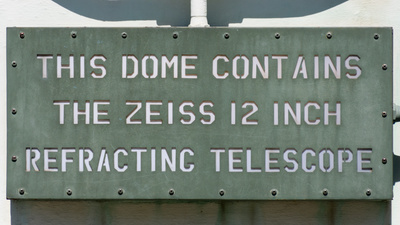 THIS DOME CONTAINS
THE ZEISS 12 INCH
REFRACTING TELESCOPE